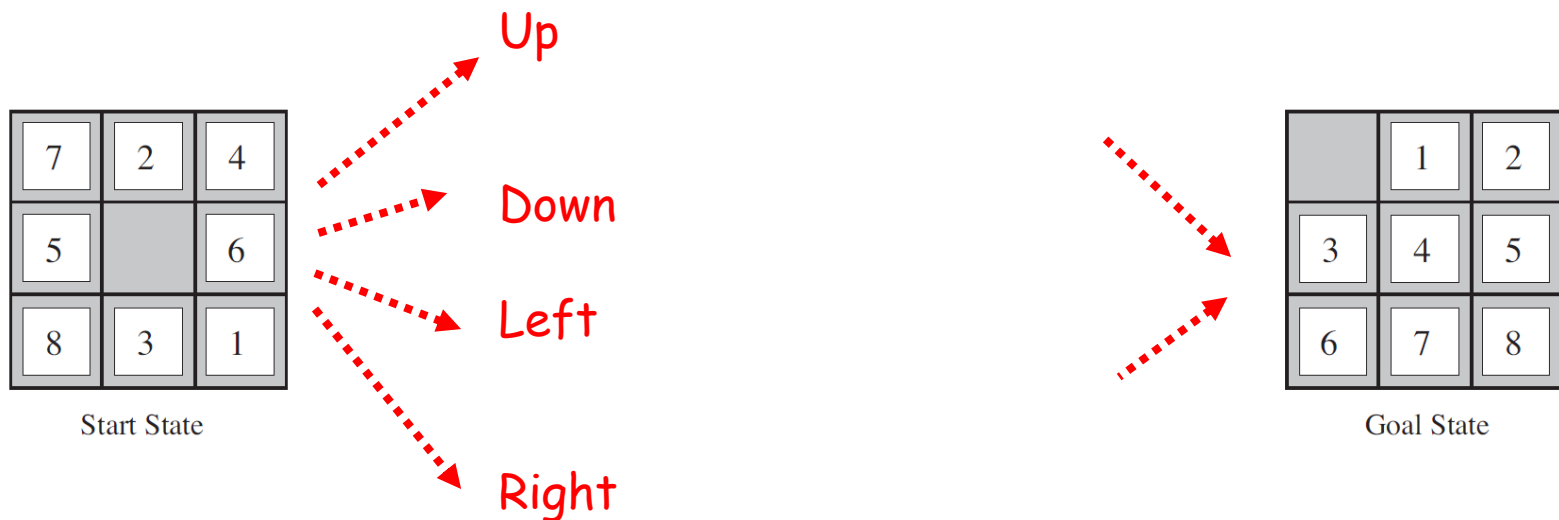 Up
7 2 4
1 2
Down
5 6
3 4 5
Left
8 3 1
6 7 8
Start State
Goal State
Right